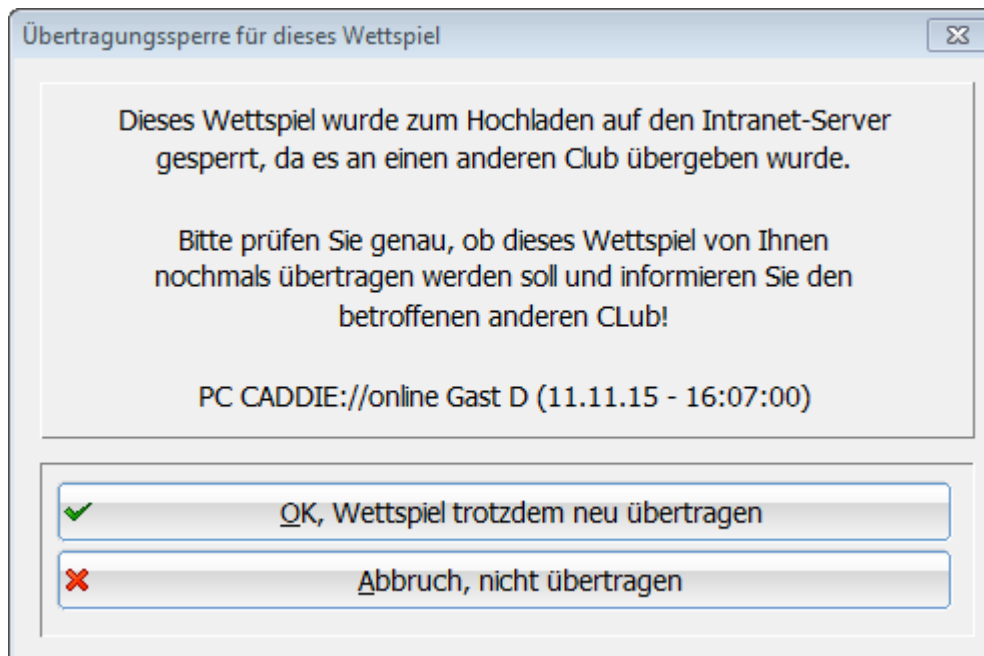 Übertragungssperre für dieses Wettspiel
Dieses Wettspiel wurde zum Hochladen auf den Intranet-Server
gesperrt, da es an einen anderen Club übergeben wurde.
Bitte prüfen Sie genau, ob dieses Wettspiel von Ihnen
nochmals übertragen werden soll und informieren Sie den
betroffenen anderen CLub!
PC CADDIE://online Gast D (11.11.15 - 16:07:00)
OK, Wettspiel trotzdem neu übertragen
Abbruch, nicht übertragen